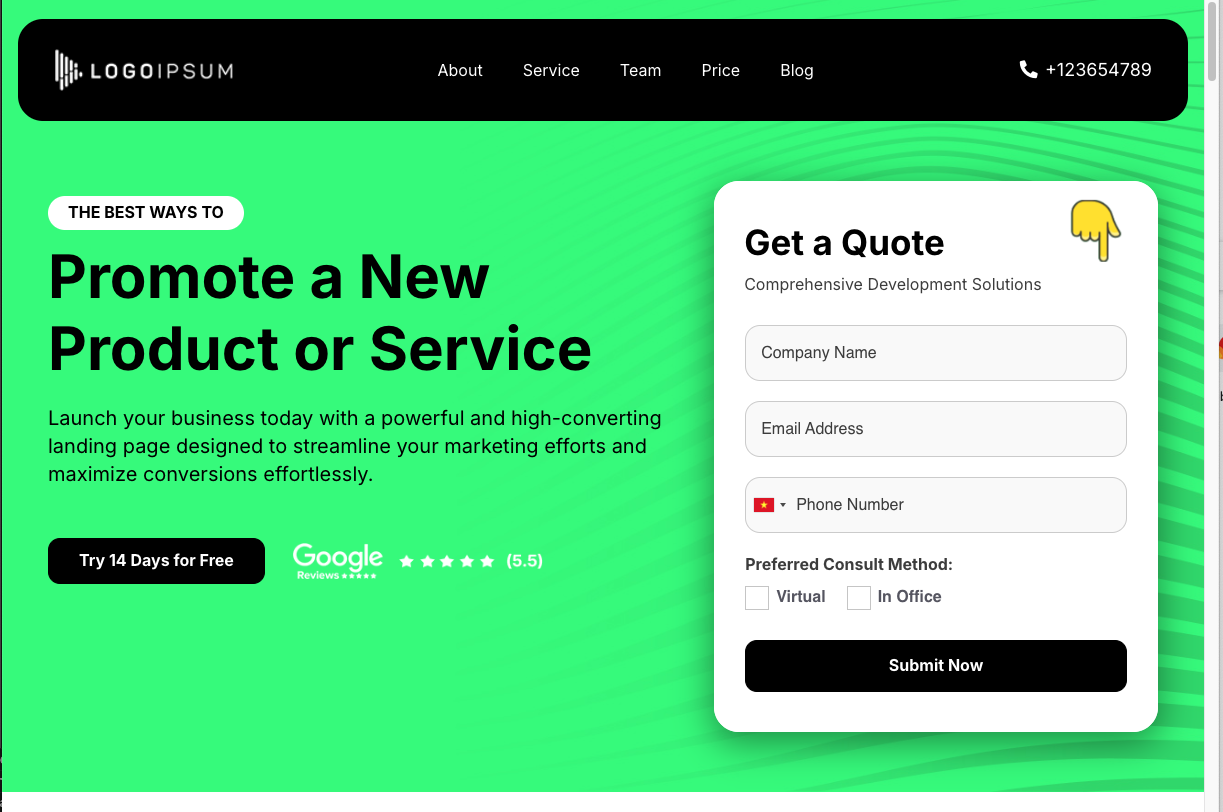 LOGOIPSUM
About
Service
Team
Price
Blog
+123654789
THE BEST WAYS TO
Promote a New
Product or Service
Launch your business today with a powerful and high-converting
landing page designed to streamline your marketing efforts and
maximize conversions effortlessly.
Try 14 Days for Free
Google
Reviews
(5.5)
Get a Quote
Comprehensive Development Solutions
Company Name
Email Address
Phone Number
Preferred Consult Method:
Virtual
In Office
Submit Now